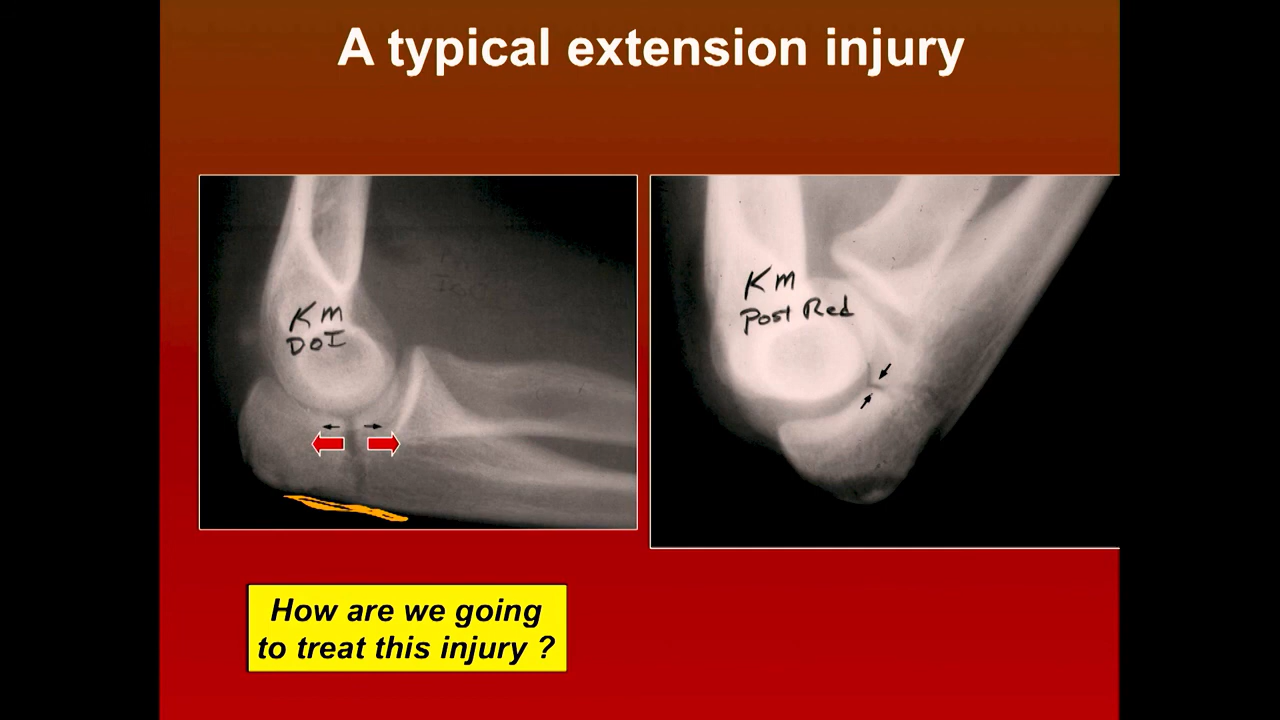 A typical extension injury
Km
DOI
Km
Post Red
How are we going
to treat this injury ?